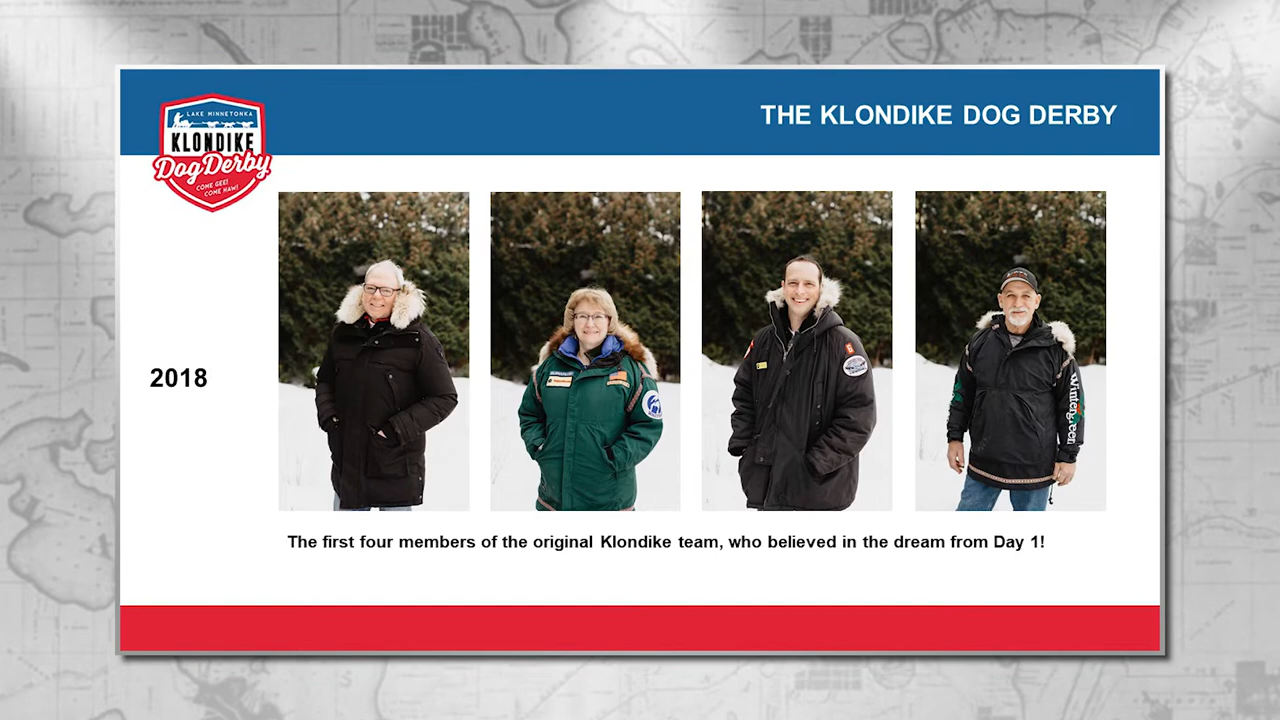 THE KLONDIKE DOG DERBY
LAKE MINNETONKA
KLONDIKE
Dog Derby
COME GEE!
COME HAW!
2018
Wintergreen
The first four members of the original Klondike team, who believed in the dream from Day 1!